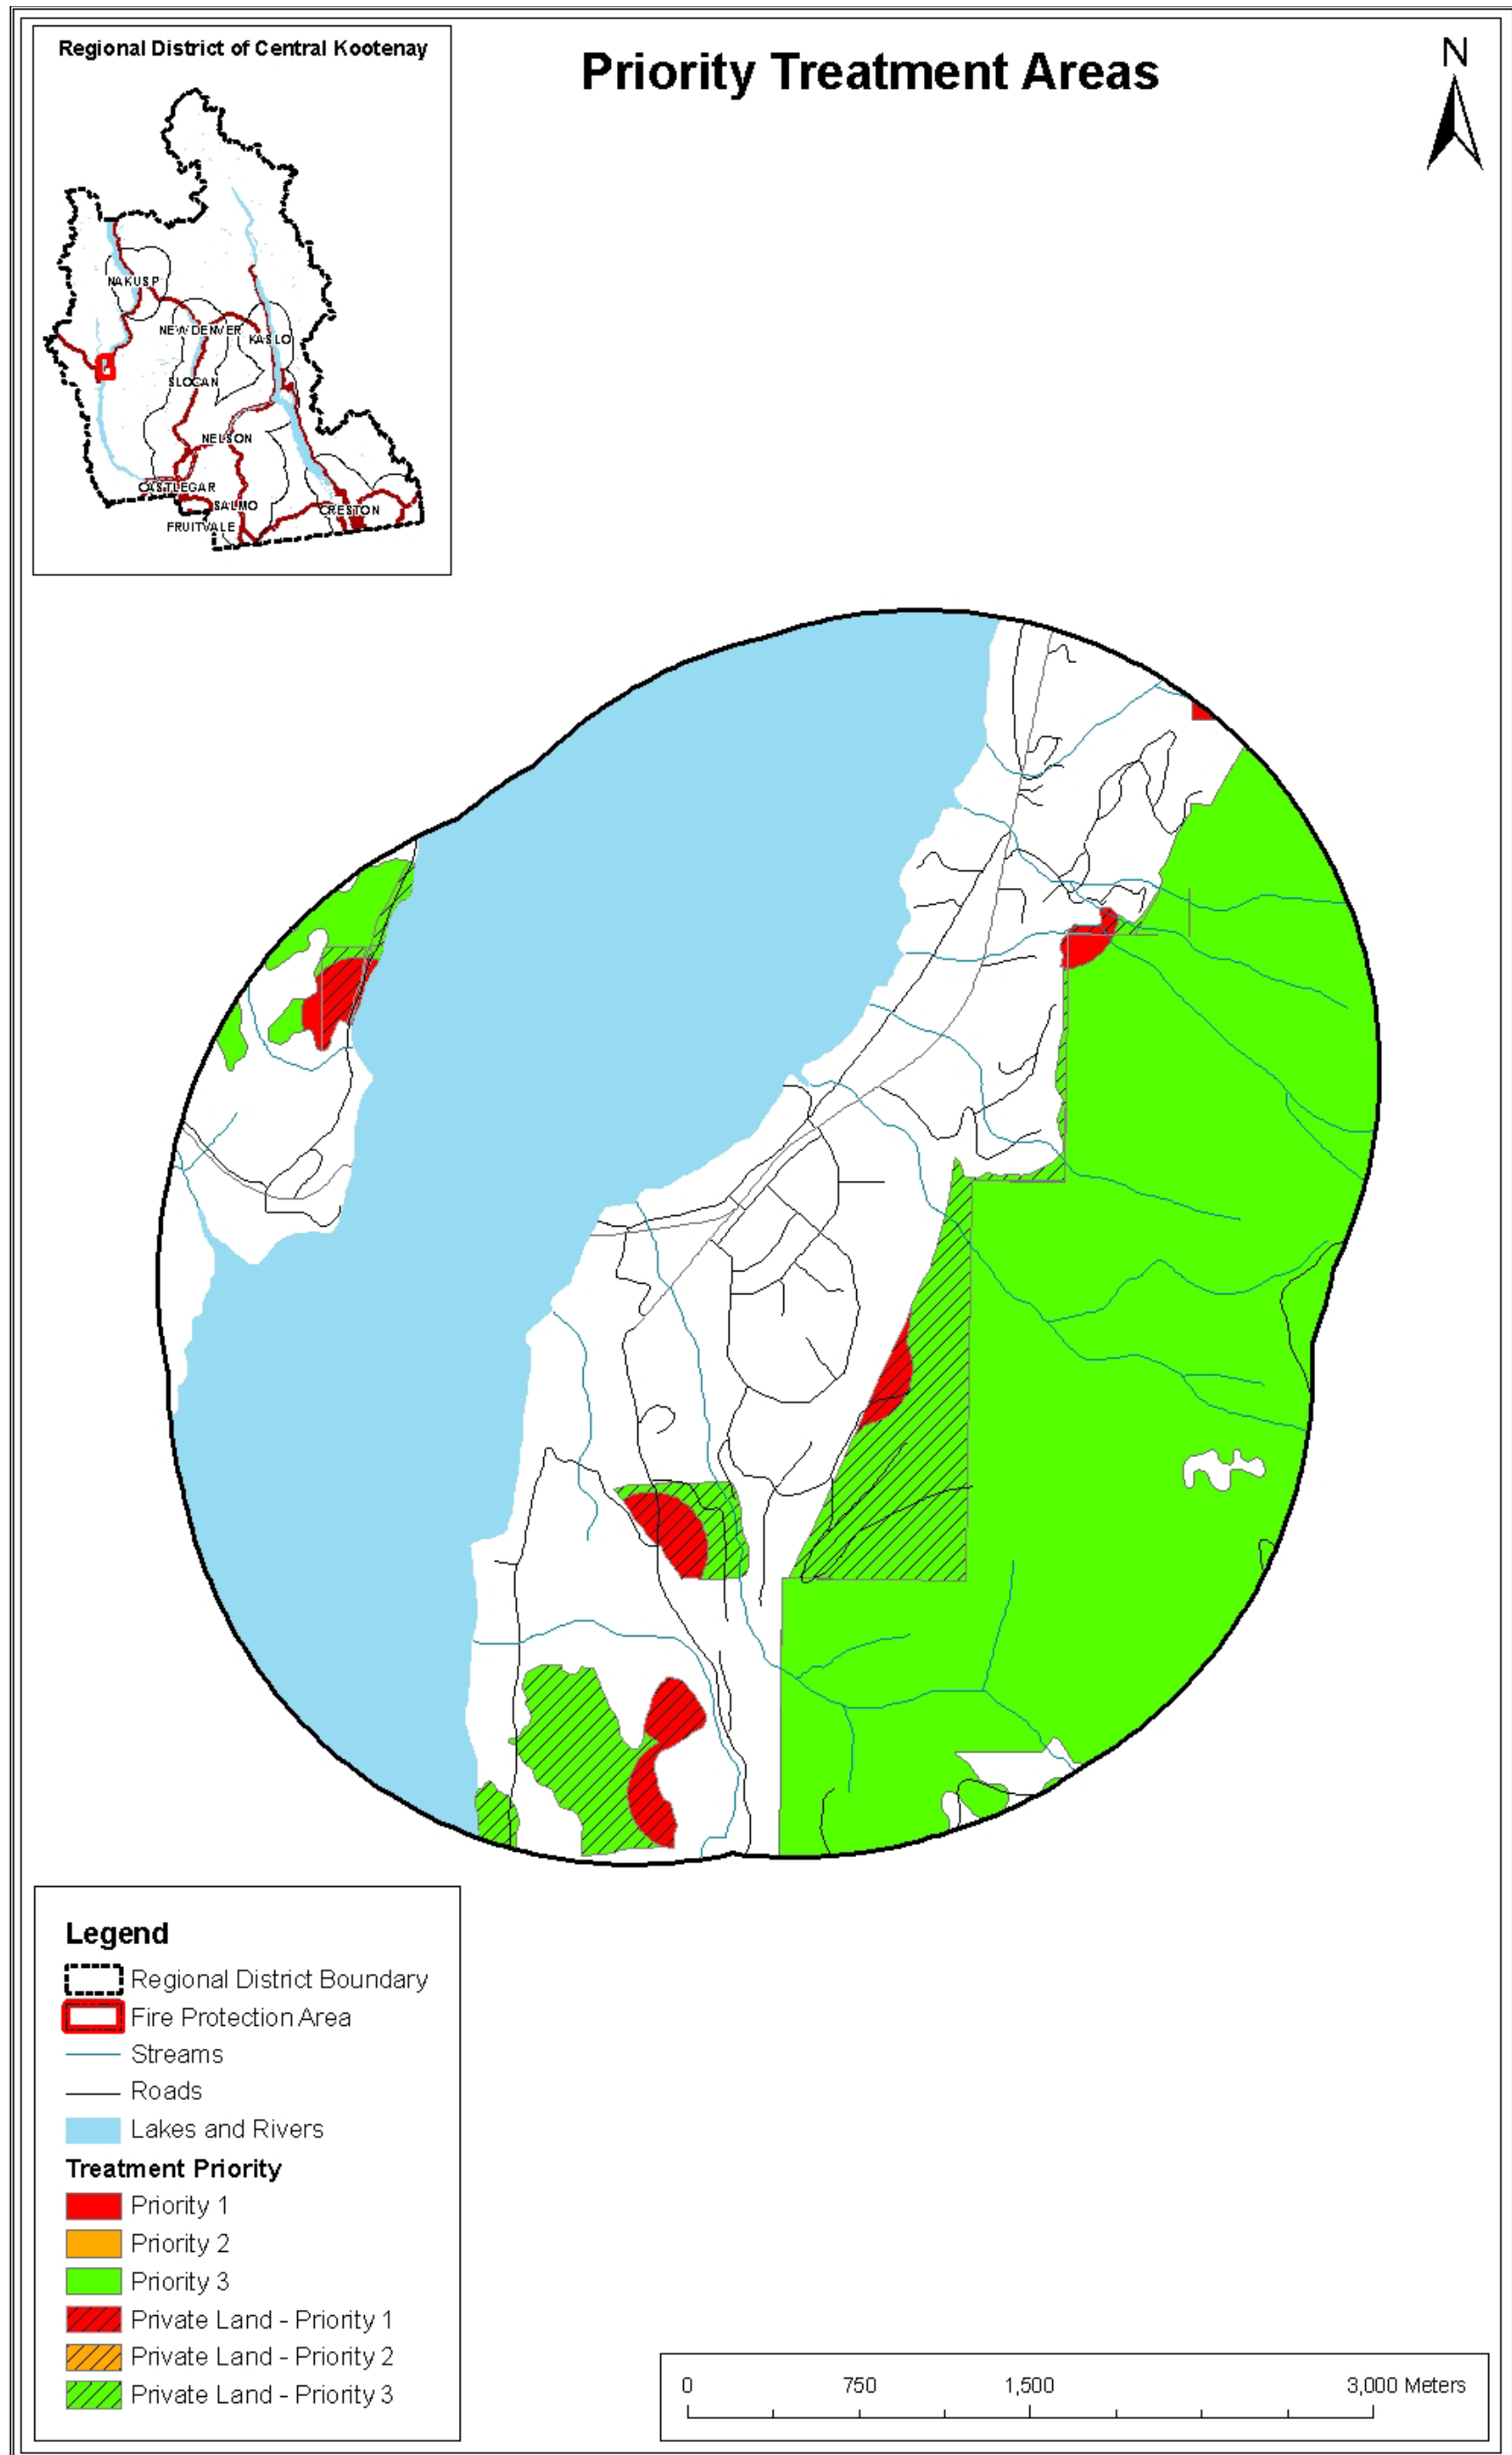 Regional District of Central Kootenay
Priority Treatment Areas
N
NAKUSP
NEW DENVER
KASLO
SLOCAN
NELSON
CASTLEGAR
SALMO
CRESTON
FRUITVALE
Legend
Regional District Boundary
Fire Protection Area
Streams
Roads
Lakes and Rivers
Treatment Priority
Priority 1
Priority 2
Priority 3
Private Land - Priority 1
Private Land - Priority 2
Private Land - Priority 3
0 750 1,500 3,000 Meters